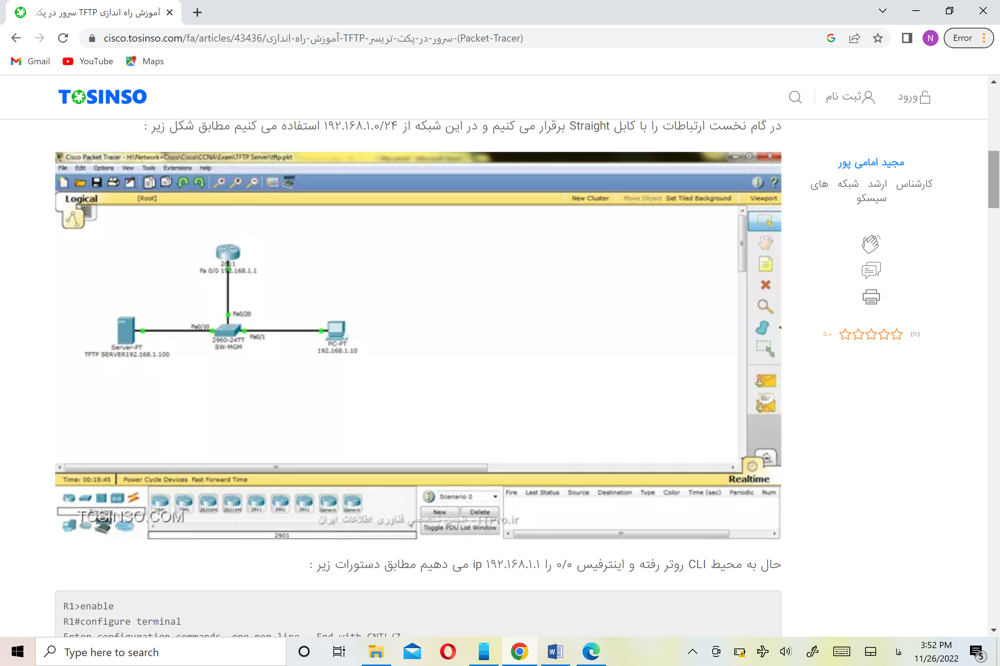 آموزش راه اندازی TFTP سرور در پکت
cisco.tosinso.com/fa/articles/43436/آموزش-راه-اندازی-TFTP-سرور-در-پکت-تریسر-(Packet-Tracer)
N
Error
Gmail
YouTube
Maps
TOSINSO
ثبت نام
ورود
در گام نخست ارتباطات را با کابل Straight برقرار می کنیم و در این شبکه از ۱۹۲.۱۶۸.۱.۰/۲۴ استفاده می کنیم مطابق شکل زیر :
Cisco Packet Tracer - H:\Network+Cisco\Cisco\CCNA\Exam\TFTP Server\tftp.pkt
File Edit Options View Tools Extensions Help
Logical
[Root]
New Cluster
Move Object
Set Tiled Background
Viewport
2811
Fa 0/0 192.168.1.1
Fa0/20
Fa0/10
Fa0/1
2960-24TT
SW-MGM
Server-PT
TFTP SERVER192.168.1.100
PC-PT
192.168.1.10
Time: 00:18:45
Power Cycle Devices Fast Forward Time
Realtime
1841
1941
2620XM
2621XM
2811
2901
2911
Generic
Generic
2901
TOSINSO.COM
انجمن تخصصی فناوری اطلاعات ایران - ITPro.ir
Scenario 0
New
Delete
Toggle PDU List Window
Fire Last Status Source Destination Type Color Time (sec) Periodic Num
مجید امامی پور
کارشناس ارشد شبکه های
سیسکو
۵.۰
(۱۱)
حال به محیط CLI روتر رفته و اینترفیس ۰/۰ را ip ۱۹۲.۱۶۸.۱.۱ می دهیم مطابق دستورات زیر :
R1>enable
R1#configure terminal
Enter configuration commands, one per line. End with CNTL/Z
Type here to search
فا
3:52 PM
11/26/2022
5